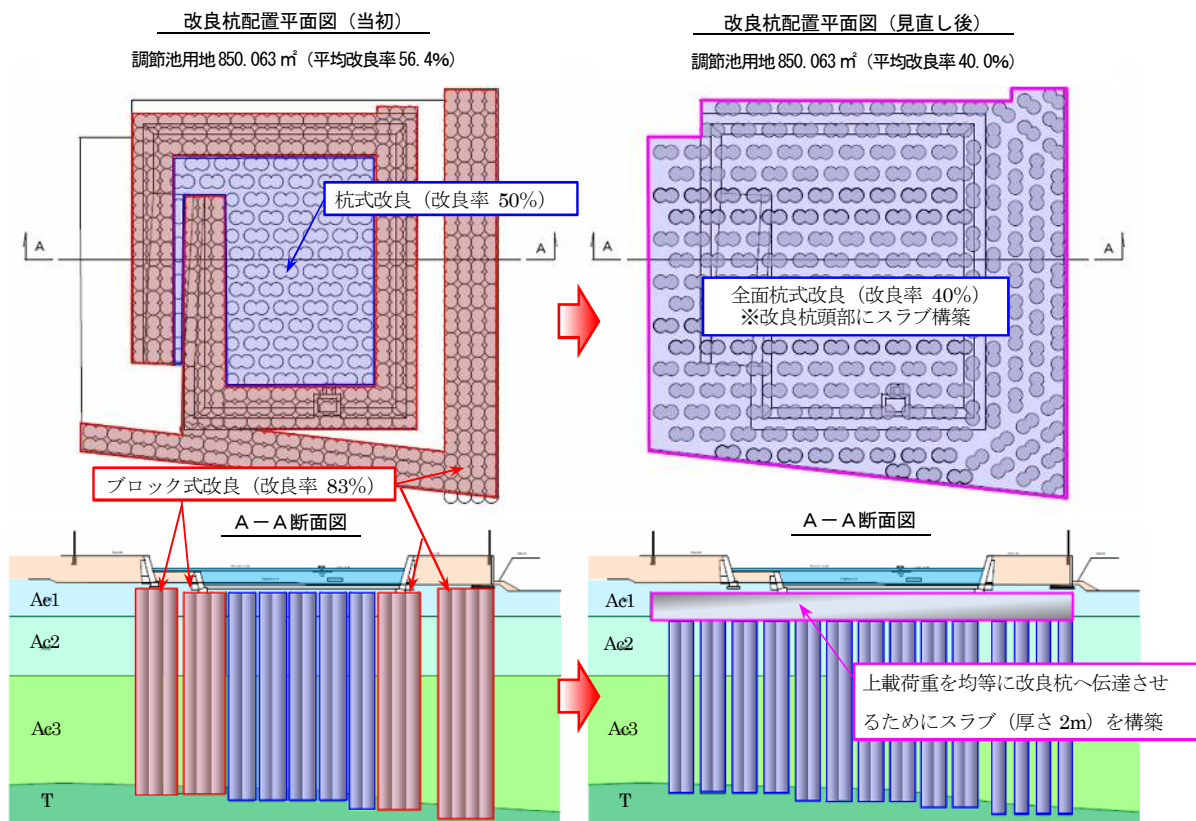 改良杭配置平面図（当初）
調節池用地 850.063 ㎡（平均改良率 56.4%）
杭式改良（改良率 50%）
A
A
ブロック式改良（改良率 83%）
A－A断面図
Ac1
Ac2
Ac3
T
改良杭配置平面図（見直し後）
調節池用地 850.063 ㎡（平均改良率 40.0%）
A
A
全面杭式改良（改良率 40%）
※改良杭頭部にスラブ構築
A－A断面図
Ac1
Ac2
Ac3
T
上載荷重を均等に改良杭へ伝達させ
るためにスラブ（厚さ 2m）を構築